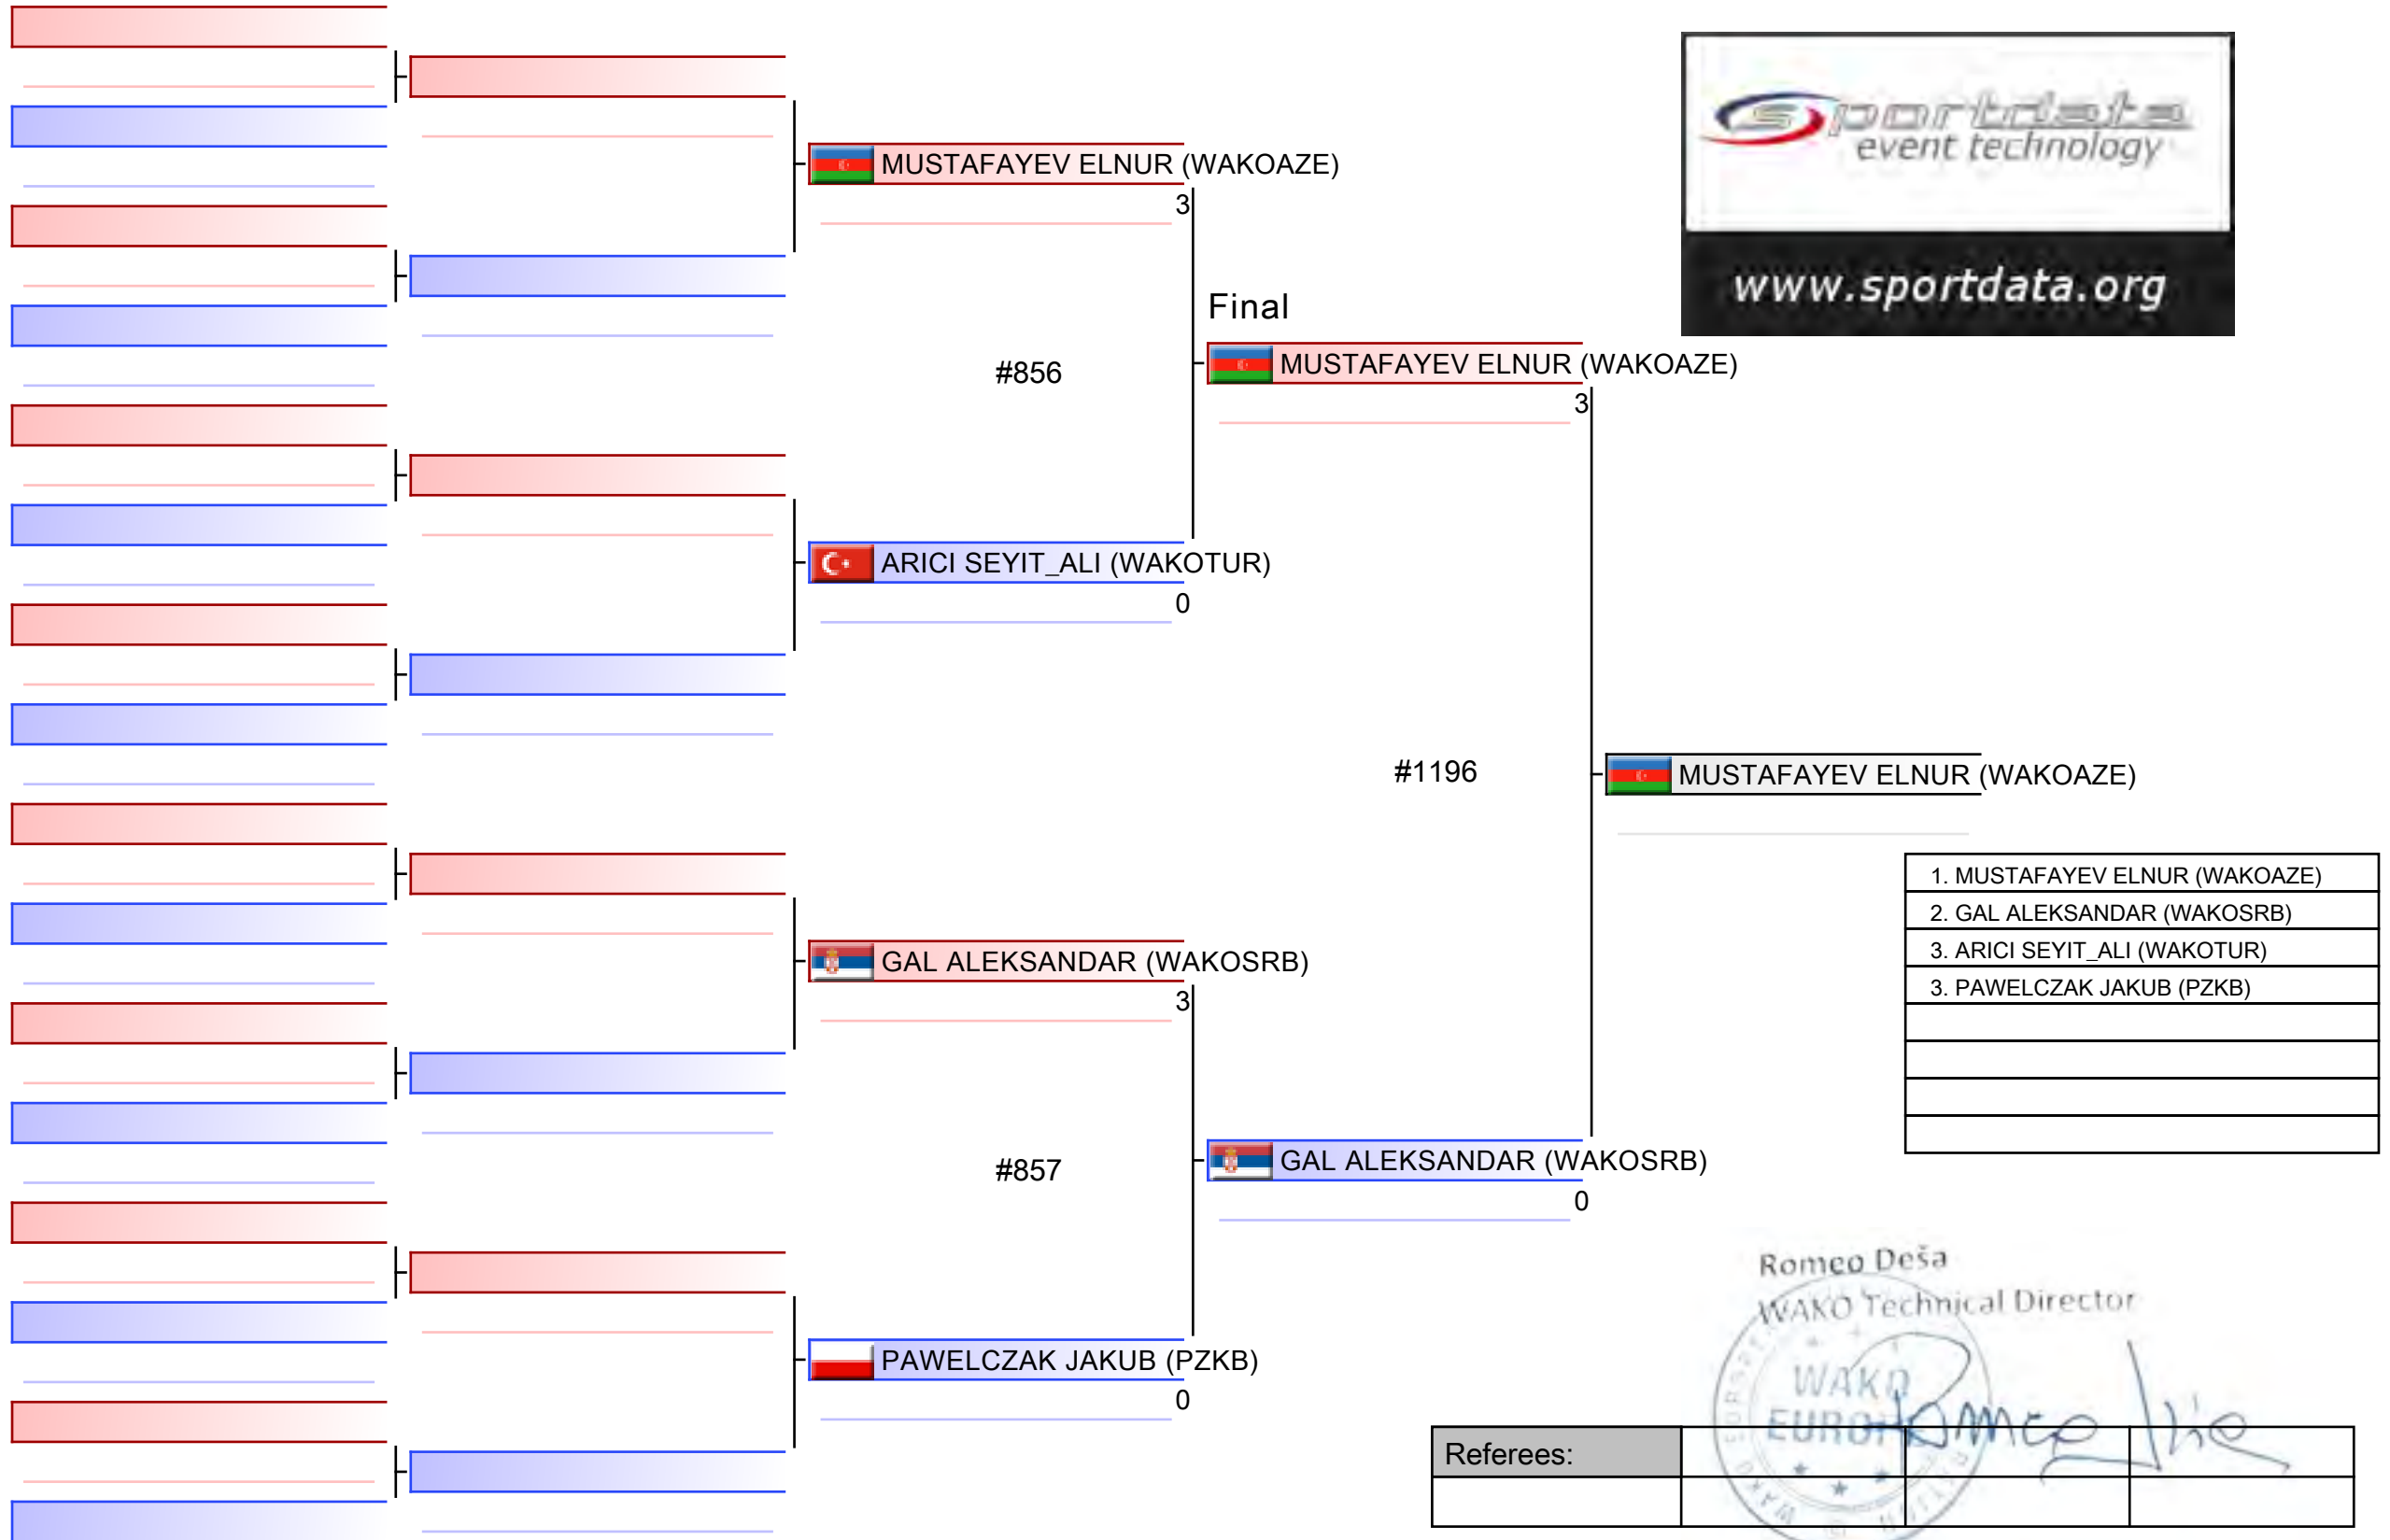 sportdata
event technology
www.sportdata.org
MUSTAFAYEV ELNUR (WAKOAZE)
3
Final
#856
MUSTAFAYEV ELNUR (WAKOAZE)
3
ARICI SEYIT_ALI (WAKOTUR)
0
#1196
MUSTAFAYEV ELNUR (WAKOAZE)
1. MUSTAFAYEV ELNUR (WAKOAZE)
2. GAL ALEKSANDAR (WAKOSRB)
3. ARICI SEYIT_ALI (WAKOTUR)
3. PAWELCZAK JAKUB (PZKB)
GAL ALEKSANDAR (WAKOSRB)
3
#857
GAL ALEKSANDAR (WAKOSRB)
0
PAWELCZAK JAKUB (PZKB)
0
Romeo Deša
WAKO Technical Director
WAKO
EUROPE
Referees: